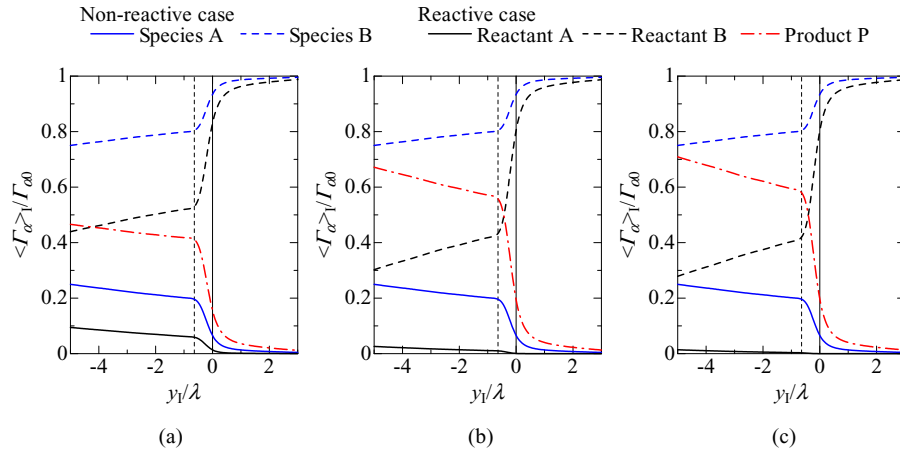 Non-reactive case Reactive case
Species A Species B Reactant A Reactant B Product P
<Γα>I/Γα0
1
0.8
0.6
0.4
0.2
0
-4 -2 0 2
yI/λ
(a)
<Γα>I/Γα0
1
0.8
0.6
0.4
0.2
0
-4 -2 0 2
yI/λ
(b)
<Γα>I/Γα0
1
0.8
0.6
0.4
0.2
0
-4 -2 0 2
yI/λ
(c)